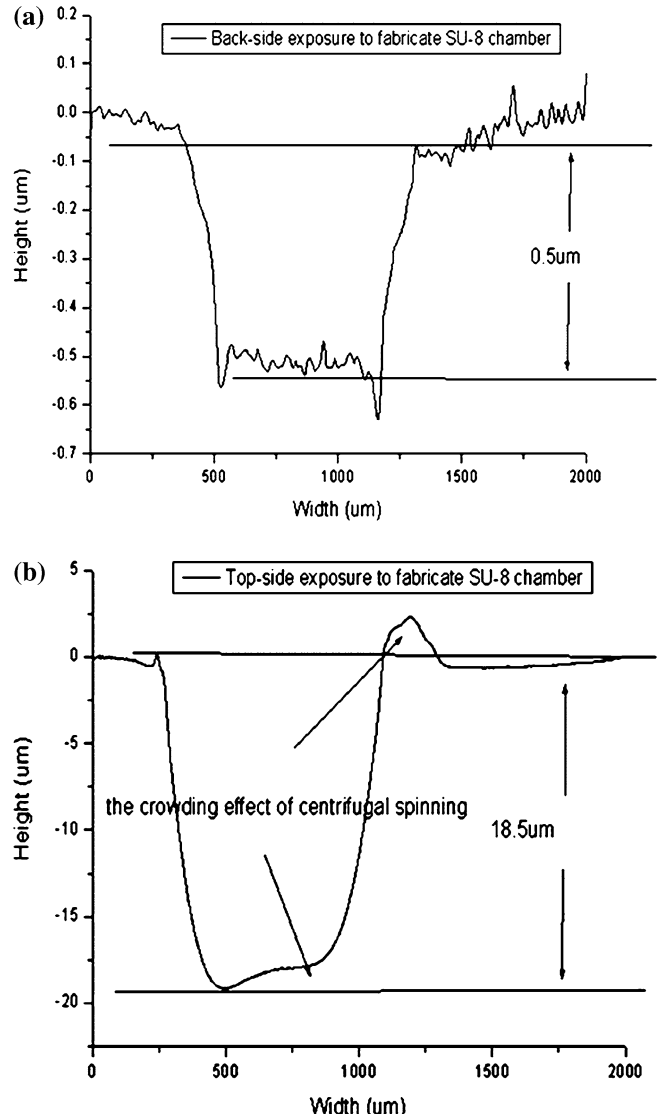 (a)
Back-side exposure to fabricate SU-8 chamber
0.2
0.1
0.0
-0.1
-0.2
-0.3
-0.4
-0.5
-0.6
-0.7
Height (um)
0.5um
0 500 1000 1500 2000
Width (um)
(b)
Top-side exposure to fabricate SU-8 chamber
5
0
-5
-10
-15
-20
Height (um)
the crowding effect of centrifugal spinning
18.5um
0 500 1000 1500 2000
Width (um)